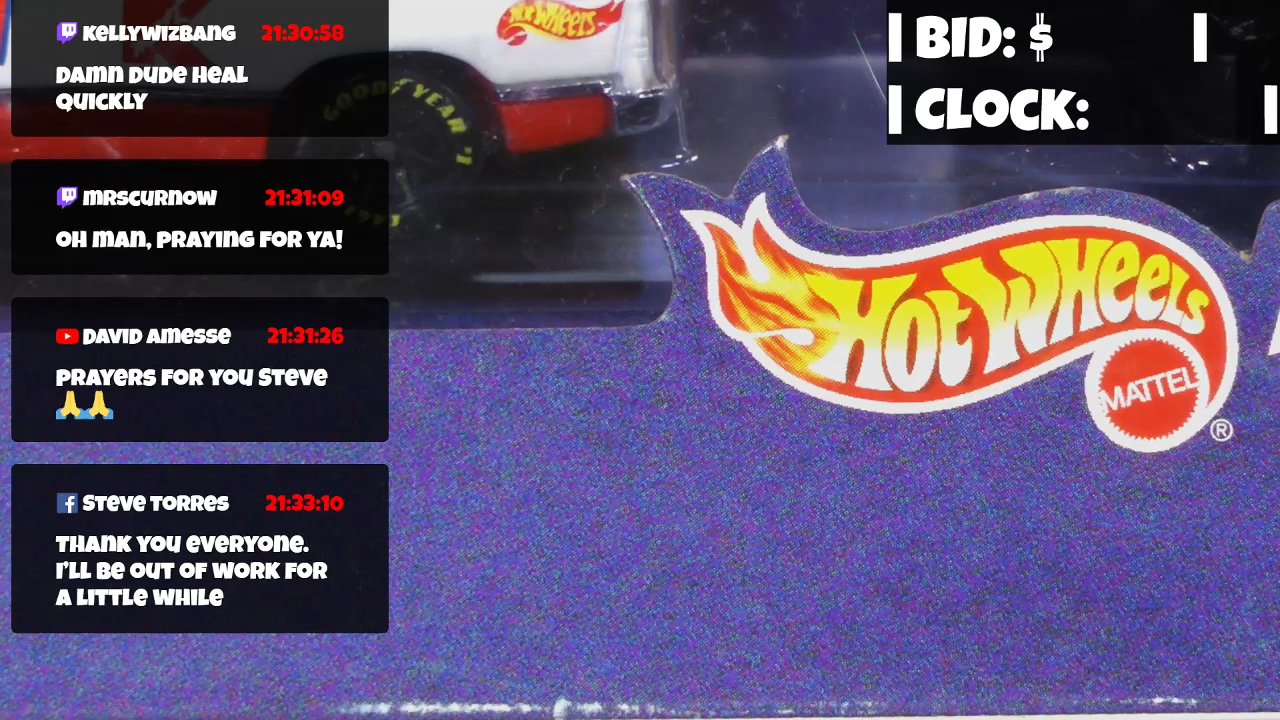 KELLYWIZBANG 21:30:58
DAMN DUDE HEAL
QUICKLY
MRSCURNOW 21:31:09
OH MAN, PRAYING FOR YA!
DAVID AMESSE 21:31:26
PRAYERS FOR YOU STEVE
🙏🙏
STEVE TORRES 21:33:10
THANK YOU EVERYONE.
I'LL BE OUT OF WORK FOR
A LITTLE WHILE
Hot Wheels
GOODYEAR
| BID: $ |
| CLOCK: |
Hot Wheels
MATTEL
®